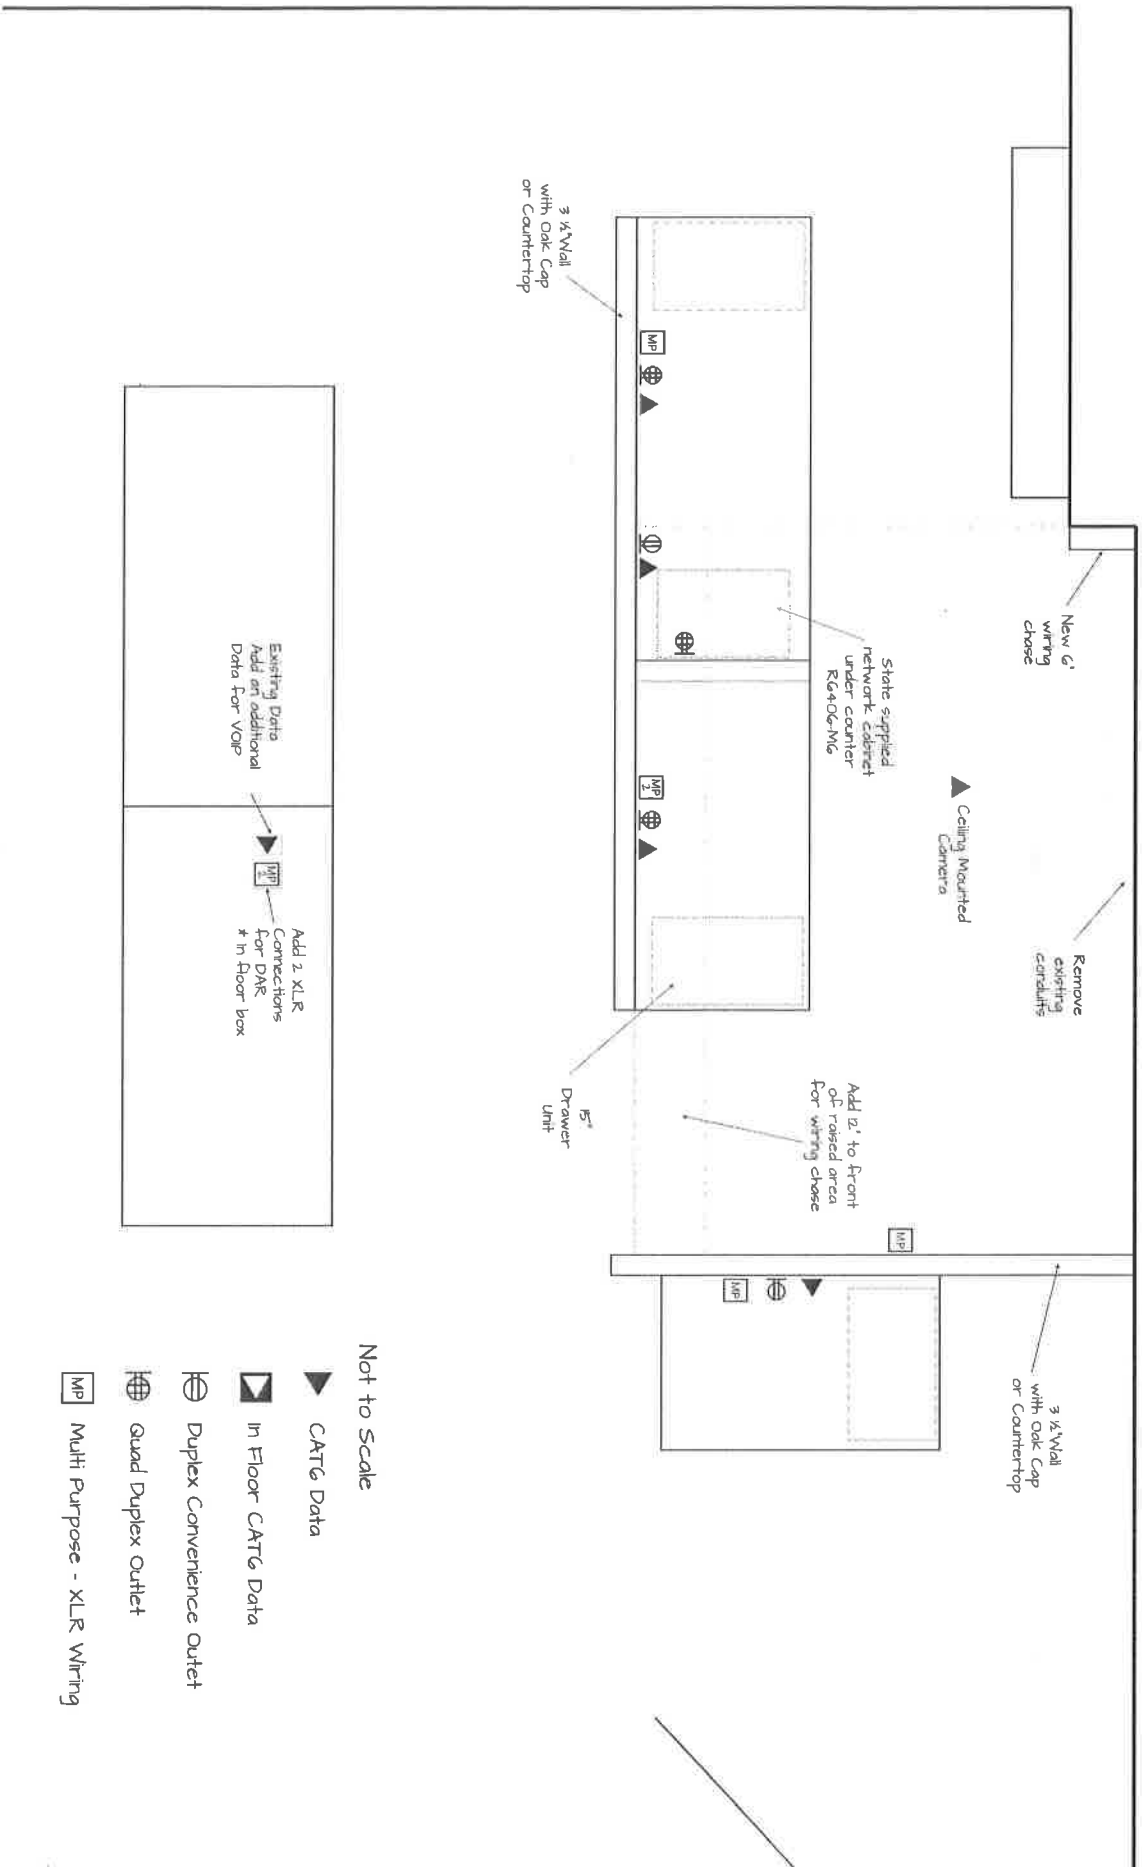 New 6'
wiring
chase
Remove
existing
conduits
3 ½" Wall
with Oak Cap
or Countertop
Ceiling Mounted
Camera
State supplied
network cabinet
under counter
RG406-MG
Add 12' to front
of raised area
for wiring chase
MP
MP
3 ½" Wall
with Oak Cap
or Countertop
MP
MP
2
15"
Drawer
Unit
Existing Data
Add an additional
Data for VOIP
MP
2
Add 2 XLR
Connections
for DAR
* in floor box
Not to Scale
CAT6 Data
In Floor CAT6 Data
Duplex Convenience Outet
Quad Duplex Outlet
MP Multi Purpose - XLR Wiring